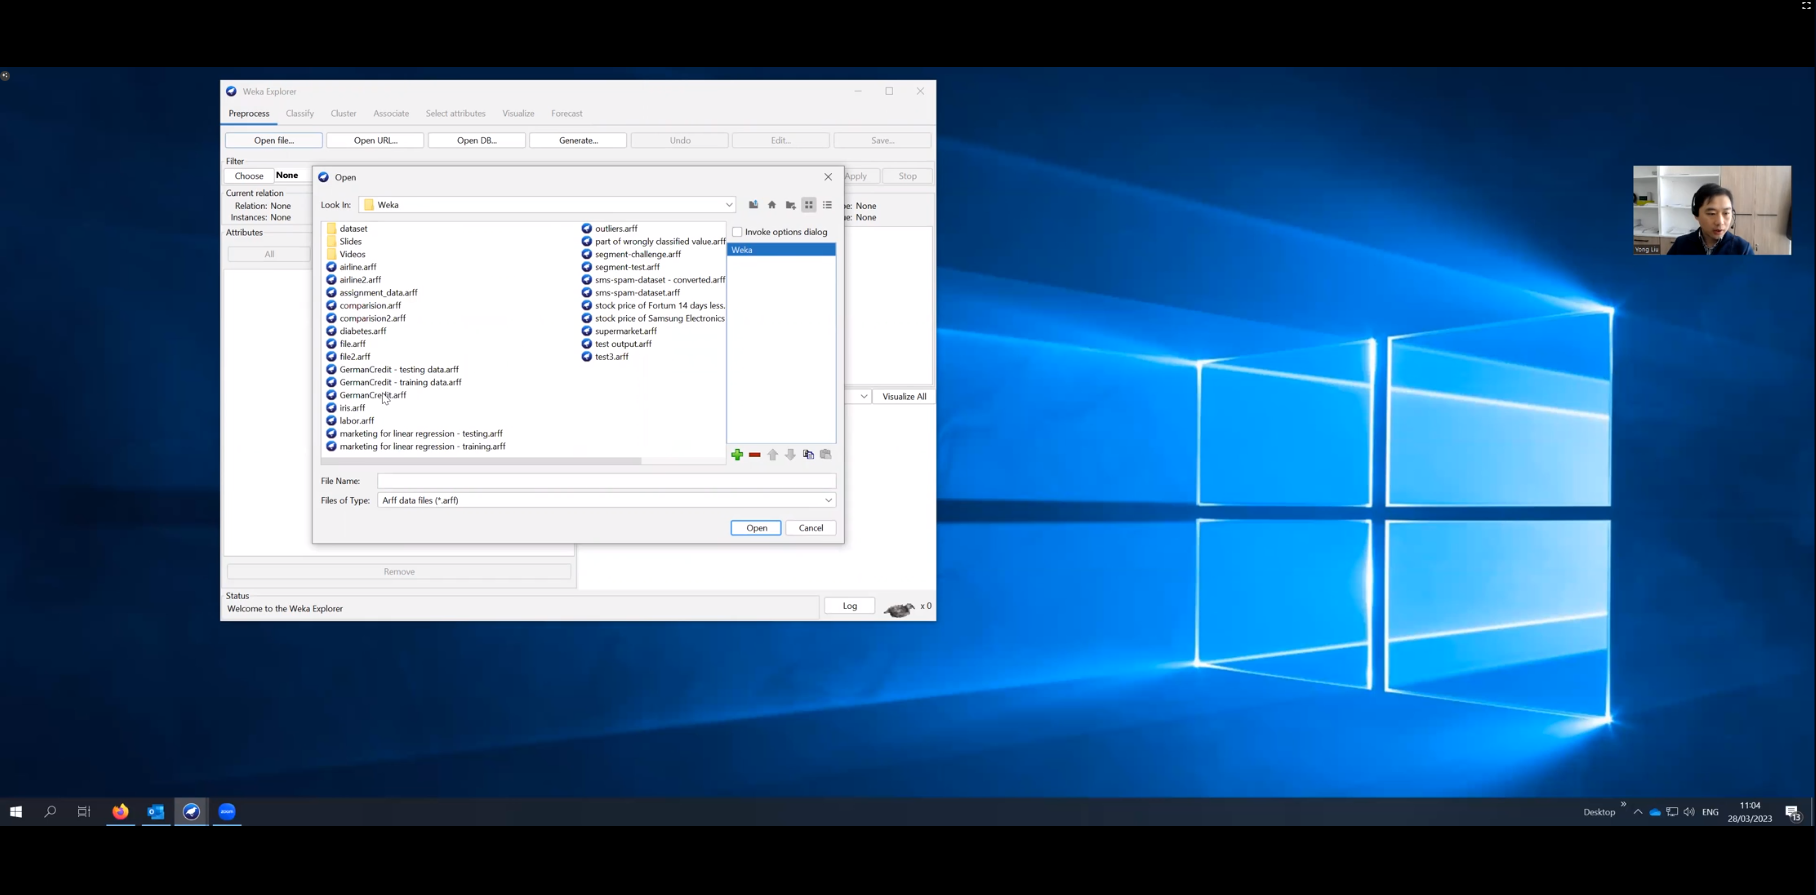 Weka Explorer
Preprocess Classify Cluster Associate Select attributes Visualize Forecast
Open file... Open URL... Open DB... Generate... Undo Edit... Save...
Filter
Choose None Apply Stop
Current relation
Relation: None
Instances: None
Attributes
All
Open
Look In: Weka
dataset
Slides
Videos
airline.arff
airline2.arff
assignment_data.arff
comparision.arff
comparision2.arff
diabetes.arff
file.arff
file2.arff
GermanCredit - testing data.arff
GermanCredit - training data.arff
GermanCredit.arff
iris.arff
labor.arff
marketing for linear regression - testing.arff
marketing for linear regression - training.arff
outliers.arff
part of wrongly classified value.arff
segment-challenge.arff
segment-test.arff
sms-spam-dataset - converted.arff
sms-spam-dataset.arff
stock price of Fortum 14 days less.
stock price of Samsung Electronics
supermarket.arff
test output.arff
test3.arff
Invoke options dialog
Weka
File Name:
Files of Type: Arff data files (*.arff)
Open Cancel
None
None
Visualize All
Remove
Status
Welcome to the Weka Explorer
Log x 0
Yong Liu
zoom
Desktop
ENG
11:04
28/03/2023
13